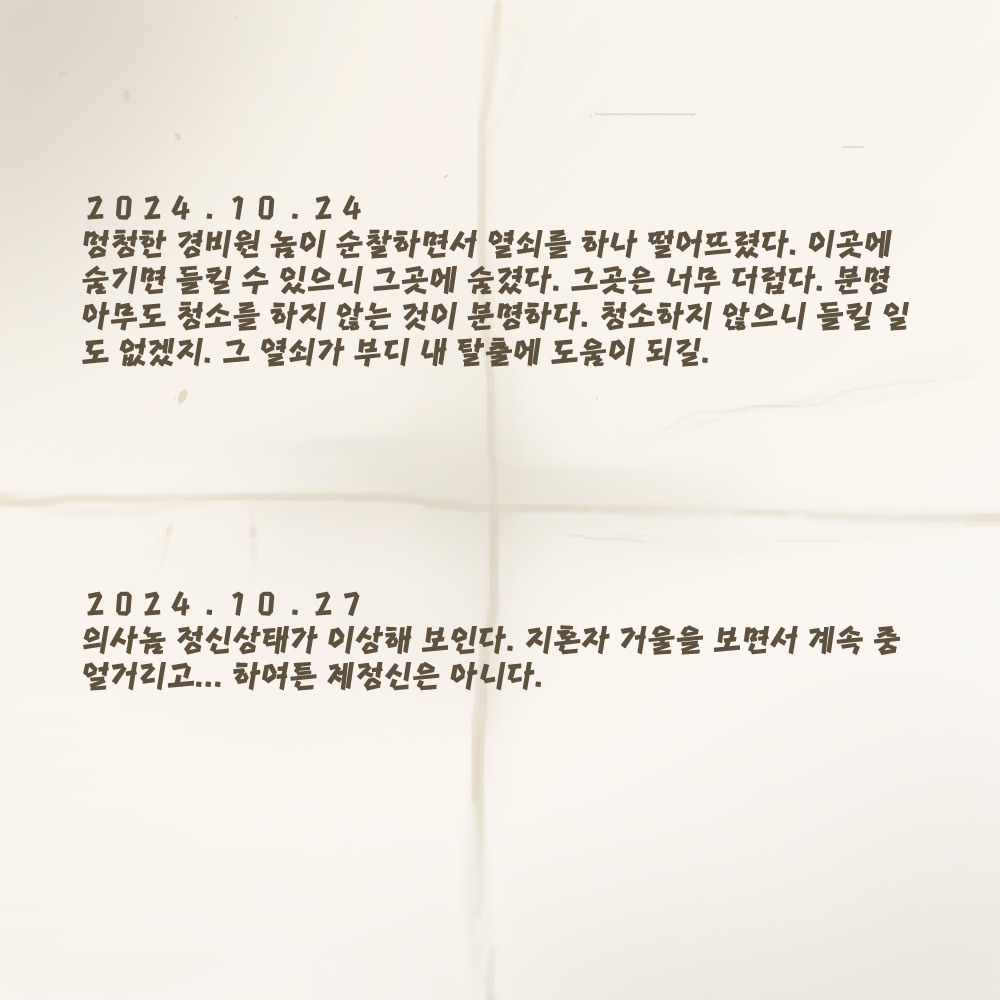 2024.10.24
멍청한 경비원 놈이 순찰하면서 열쇠를 하나 떨어뜨렸다. 이곳에
숨기면 들킬 수 있으니 그곳에 숨겼다. 그곳은 너무 더럽다. 분명
아무도 청소를 하지 않는 것이 분명하다. 청소하지 않으니 들킬 일
도 없겠지. 그 열쇠가 부디 내 탈출에 도움이 되길.
2024.10.27
의사놈 정신상태가 이상해 보인다. 지혼자 거울을 보면서 계속 중
얼거리고... 하여튼 제정신은 아니다.